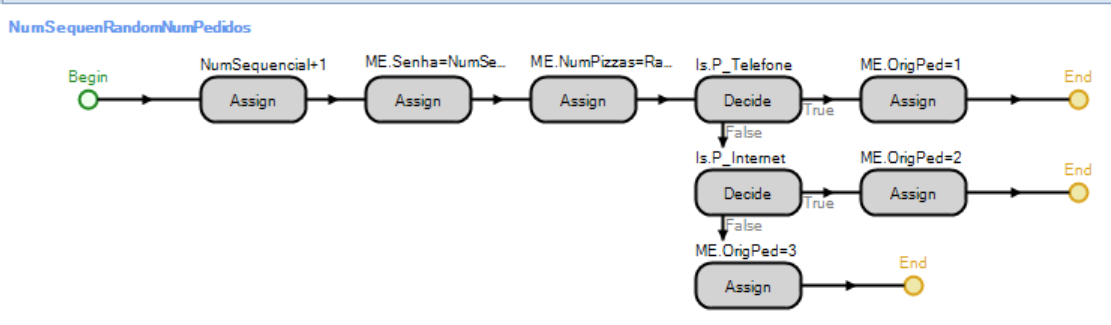 NumSequenRandomNumPedidos
Begin
NumSequencial+1
Assign
ME.Senha=NumSe...
Assign
ME.NumPizzas=Ra...
Assign
Is.P_Telefone
Decide
True
False
ME.OrigPed=1
Assign
End
Is.P_Internet
Decide
True
False
ME.OrigPed=2
Assign
End
ME.OrigPed=3
Assign
End